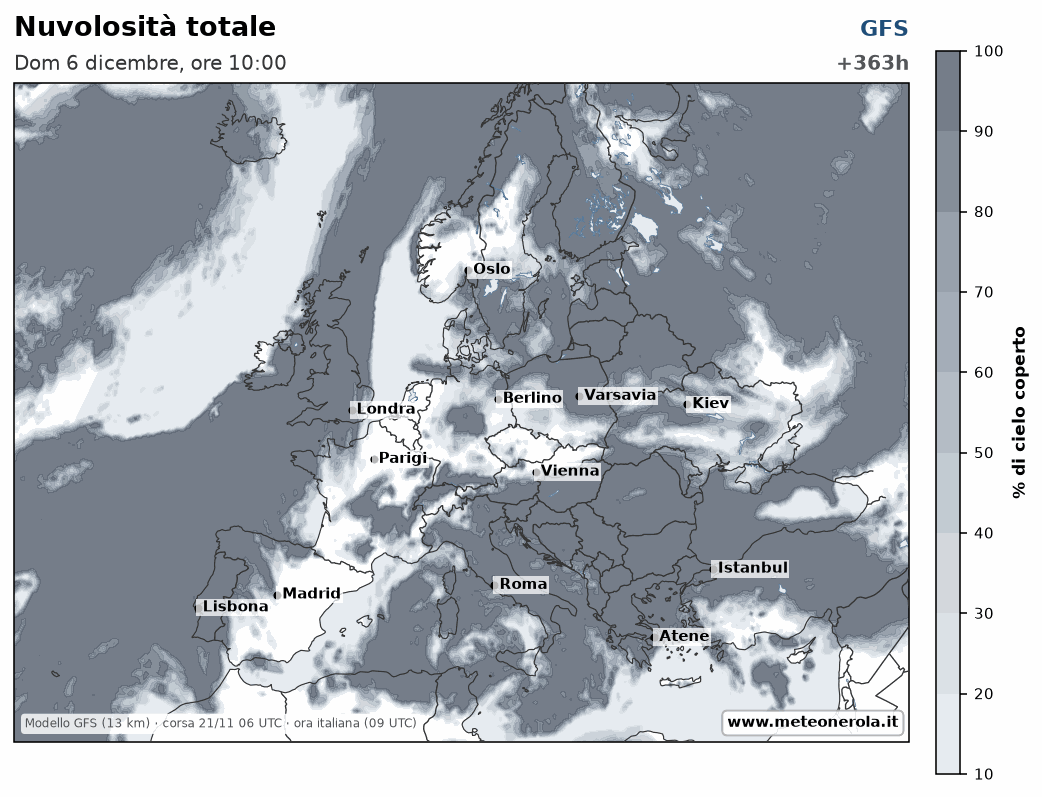 Nuvolosità totale
GFS
Dom 6 dicembre, ore 10:00
+363h
100
90
80
70
60
50
40
30
20
10
% di cielo coperto
Oslo
Berlino
Varsavia
Kiev
Londra
Parigi
Vienna
Istanbul
Roma
Madrid
Lisbona
Atene
Modello GFS (13 km) · corsa 21/11 06 UTC · ora italiana (09 UTC)
www.meteonerola.it